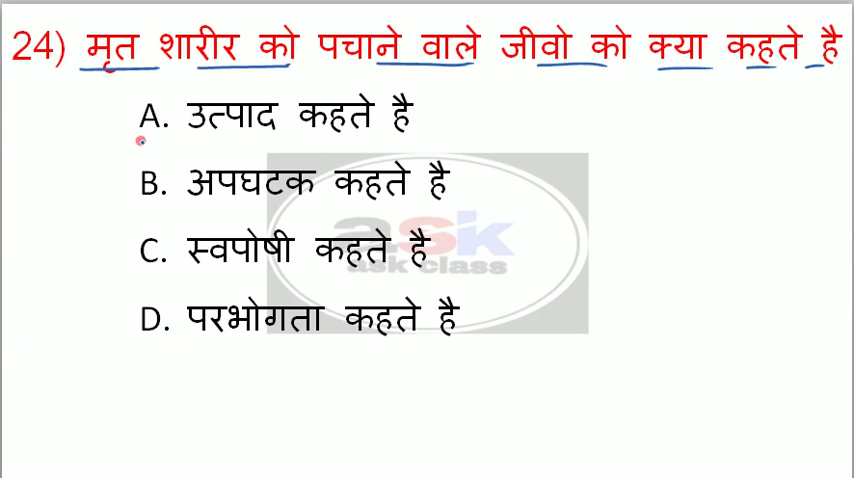 24) मृत शारीर को पचाने वाले जीवो को क्या कहते है
A. उत्पाद कहते है
B. अपघटक कहते है
C. स्वपोषी कहते है
D. परभोगता कहते है
ask
ask class